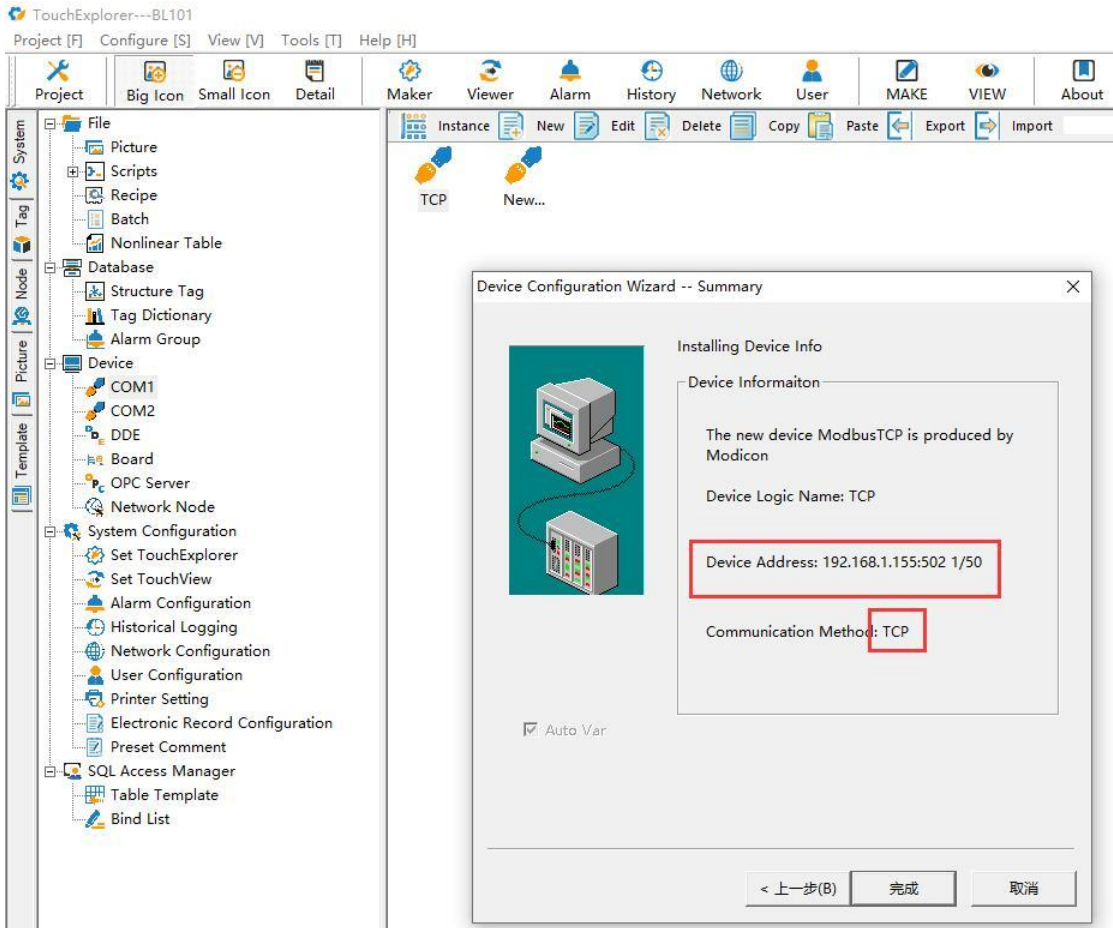 TouchExplorer---BL101
Project [F] Configure [S] View [V] Tools [T] Help [H]
Project Big Icon Small Icon Detail Maker Viewer Alarm History Network User MAKE VIEW About
Instance New Edit Delete Copy Paste Export Import
System
Tag
Node
Picture
Template
File
Picture
Scripts
Recipe
Batch
Nonlinear Table
Database
Structure Tag
Tag Dictionary
Alarm Group
Device
COM1
COM2
DDE
Board
OPC Server
Network Node
System Configuration
Set TouchExplorer
Set TouchView
Alarm Configuration
Historical Logging
Network Configuration
User Configuration
Printer Setting
Electronic Record Configuration
Preset Comment
SQL Access Manager
Table Template
Bind List
TCP New...
Device Configuration Wizard -- Summary
Installing Device Info
Device Informaiton
The new device ModbusTCP is produced by
Modicon
Device Logic Name: TCP
Device Address: 192.168.1.155:502 1/50
Communication Method: TCP
Auto Var
< 上一步(B) 完成 取消